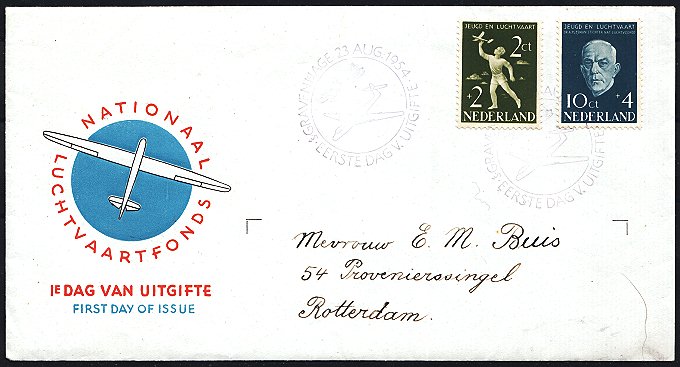 NATIONAAL
LUCHTVAARTFONDS
1E DAG VAN UITGIFTE
FIRST DAY OF ISSUE
'S-GRAVENHAGE 23 AUG. 1954
EERSTE DAG V. UITGIFTE
JEUGD EN LUCHTVAART
2ct
+2
NEDERLAND
JEUGD EN LUCHTVAART
10ct +4
NEDERLAND
EERSTE DAG V. UITGIFTE
Mevrouw E. M. Buis
54 Provenierssingel
Rotterdam.